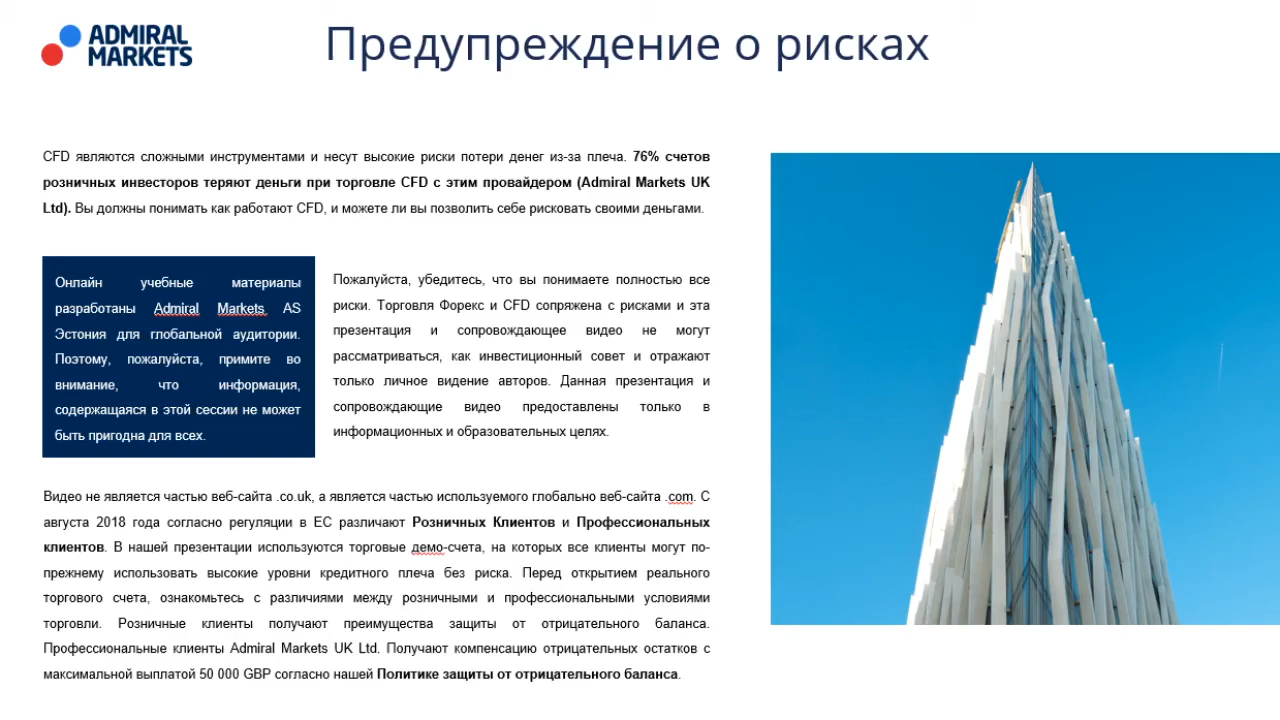 ADMIRAL
MARKETS
Предупреждение о рисках
CFD являются сложными инструментами и несут высокие риски потери денег из-за плеча. 76% счетов
розничных инвесторов теряют деньги при торговле CFD с этим провайдером (Admiral Markets UK
Ltd). Вы должны понимать как работают CFD, и можете ли вы позволить себе рисковать своими деньгами.
Онлайн учебные материалы
разработаны Admiral Markets AS
Эстония для глобальной аудитории.
Поэтому, пожалуйста, примите во
внимание, что информация,
содержащаяся в этой сессии не может
быть пригодна для всех.
Пожалуйста, убедитесь, что вы понимаете полностью все
риски. Торговля Форекс и CFD сопряжена с рисками и эта
презентация и сопровождающее видео не могут
рассматриваться, как инвестиционный совет и отражают
только личное видение авторов. Данная презентация и
сопровождающие видео предоставлены только в
информационных и образовательных целях.
Видео не является частью веб-сайта .co.uk, а является частью используемого глобально веб-сайта .com. С
августа 2018 года согласно регуляции в ЕС различают Розничных Клиентов и Профессиональных
клиентов. В нашей презентации используются торговые демо-счета, на которых все клиенты могут по-
прежнему использовать высокие уровни кредитного плеча без риска. Перед открытием реального
торгового счета, ознакомьтесь с различиями между розничными и профессиональными условиями
торговли. Розничные клиенты получают преимущества защиты от отрицательного баланса.
Профессиональные клиенты Admiral Markets UK Ltd. Получают компенсацию отрицательных остатков с
максимальной выплатой 50 000 GBP согласно нашей Политике защиты от отрицательного баланса.